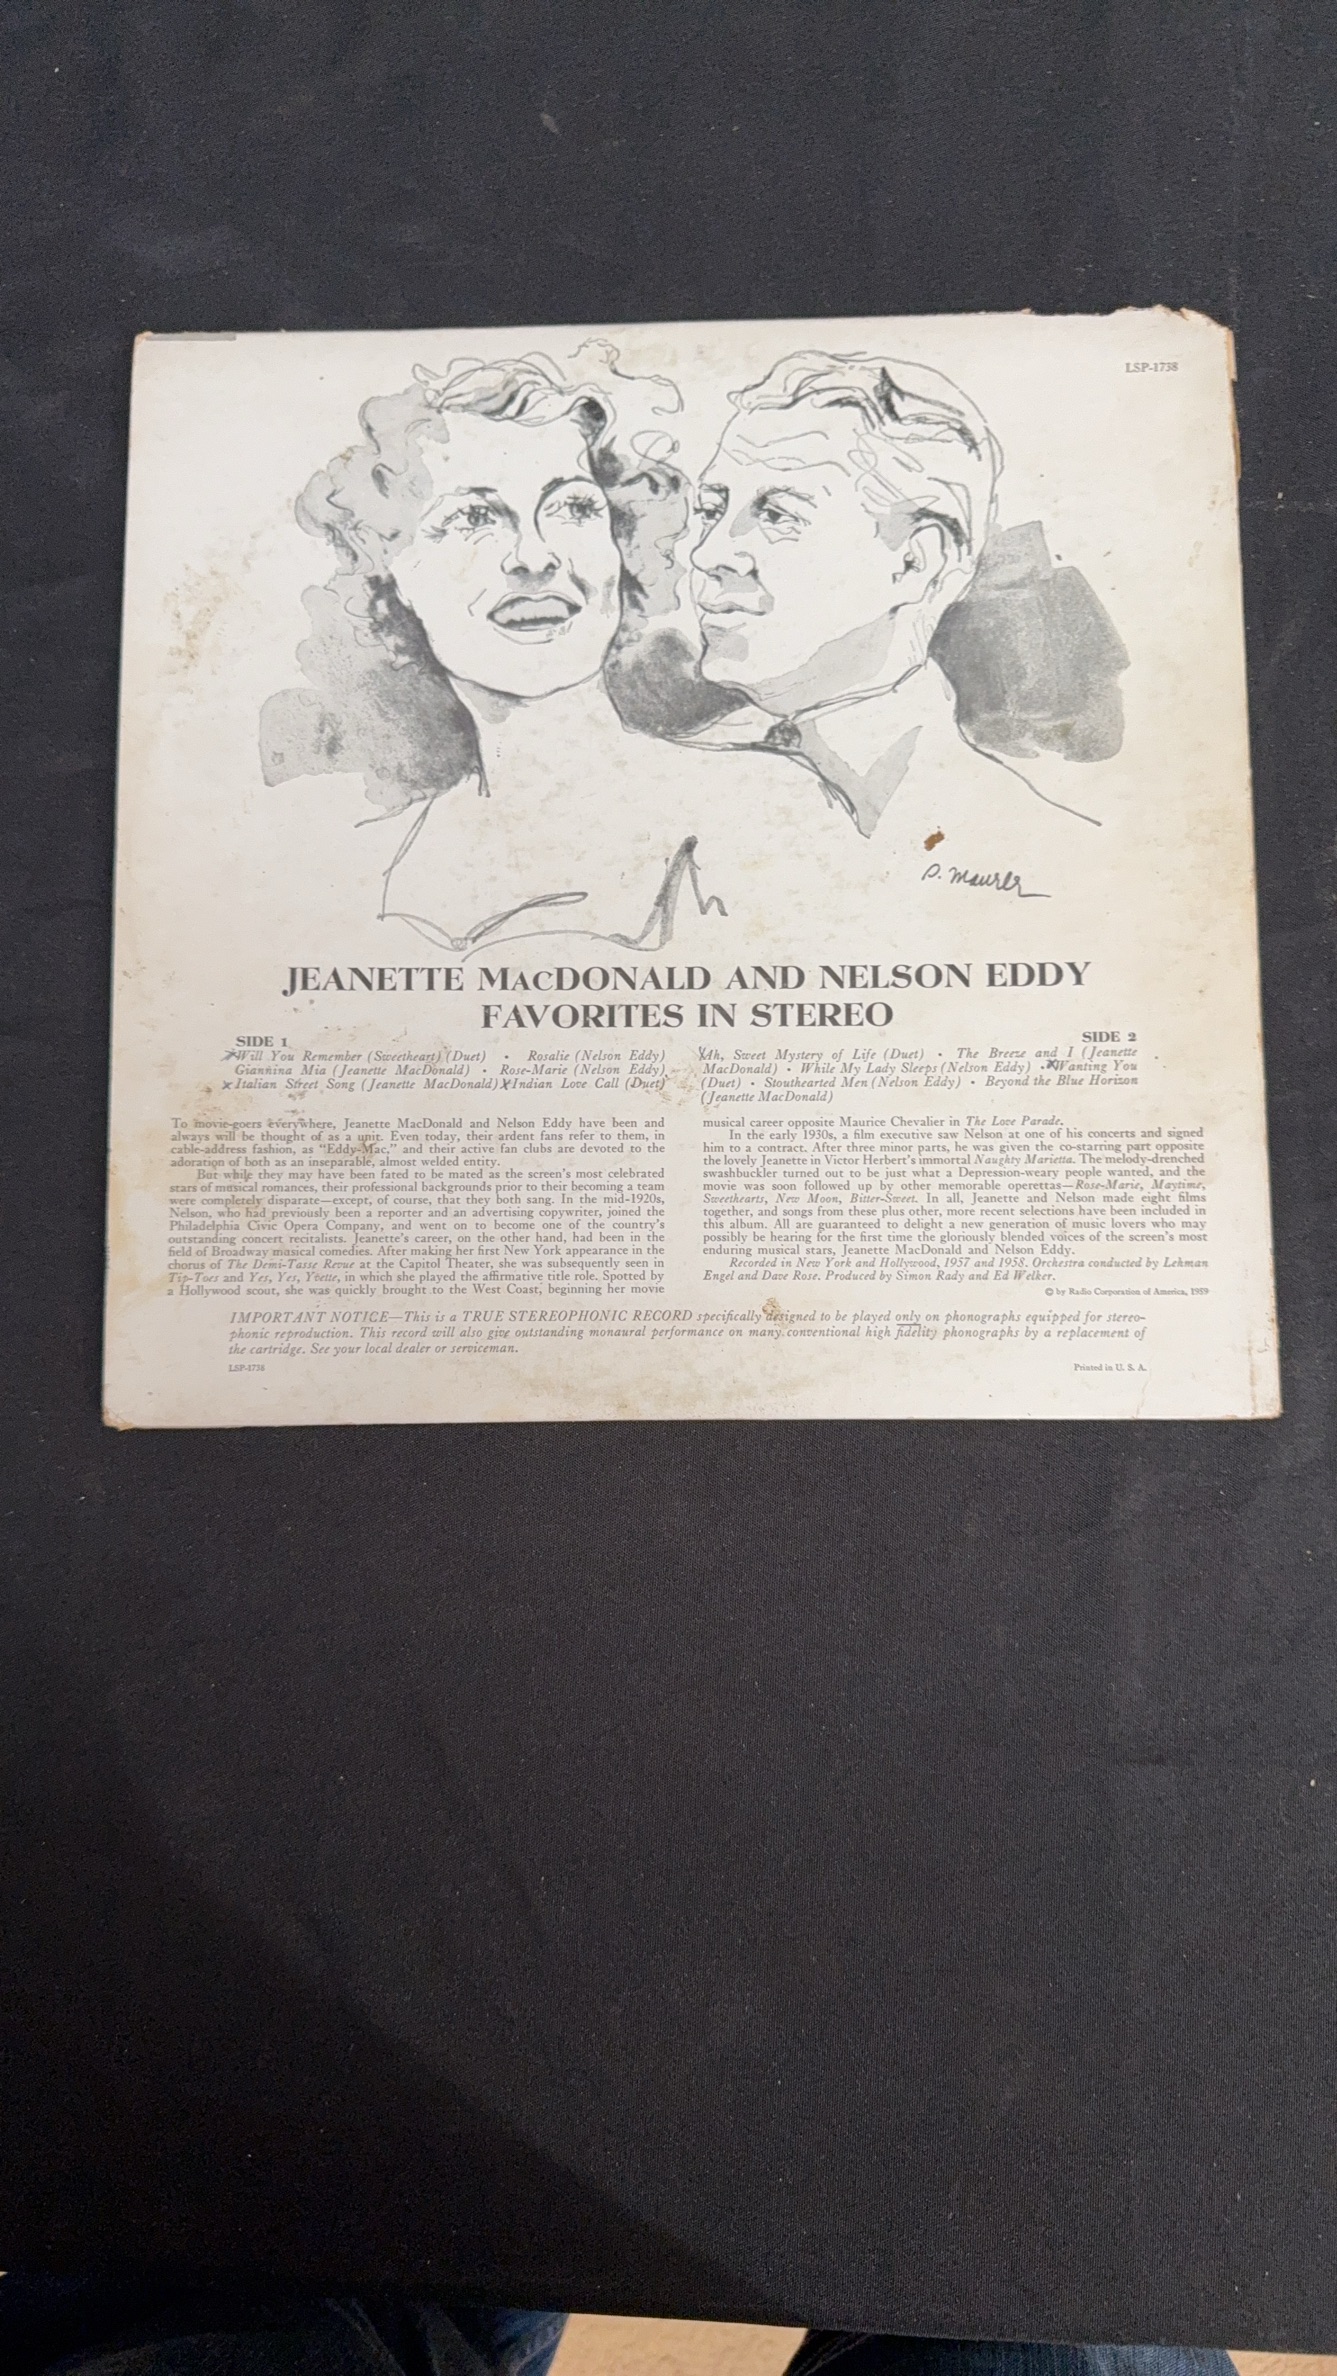 LSP-1738
P. Maurer
JEANETTE MACDONALD AND NELSON EDDY
FAVORITES IN STEREO
SIDE 1
Will You Remember (Sweetheart) (Duet) • Rosalie (Nelson Eddy)
Giannina Mia (Jeanette MacDonald) • Rose-Marie (Nelson Eddy)
x Italian Street Song (Jeanette MacDonald) x Indian Love Call (Duet)
SIDE 2
x Ah, Sweet Mystery of Life (Duet) • The Breeze and I (Jeanette
MacDonald) • While My Lady Sleeps (Nelson Eddy) • x Wanting You
(Duet) • Stouthearted Men (Nelson Eddy) • Beyond the Blue Horizon
(Jeanette MacDonald)
To movie-goers everywhere, Jeanette MacDonald and Nelson Eddy have been and
always will be thought of as a unit. Even today, their ardent fans refer to them, in
cable-address fashion, as "Eddy-Mac," and their active fan clubs are devoted to the
adoration of both as an inseparable, almost welded entity.
But while they may have been fated to be mated as the screen's most celebrated
stars of musical romances, their professional backgrounds prior to their becoming a team
were completely disparate—except, of course, that they both sang. In the mid-1920s,
Nelson, who had previously been a reporter and an advertising copywriter, joined the
Philadelphia Civic Opera Company, and went on to become one of the country's
outstanding concert recitalists. Jeanette's career, on the other hand, had been in the
field of Broadway musical comedies. After making her first New York appearance in the
chorus of The Demi-Tasse Revue at the Capitol Theater, she was subsequently seen in
Tip-Toes and Yes, Yes, Yvette, in which she played the affirmative title role. Spotted by
a Hollywood scout, she was quickly brought to the West Coast, beginning her movie
musical career opposite Maurice Chevalier in The Love Parade.
In the early 1930s, a film executive saw Nelson at one of his concerts and signed
him to a contract. After three minor parts, he was given the co-starring part opposite
the lovely Jeanette in Victor Herbert's immortal Naughty Marietta. The melody-drenched
swashbuckler turned out to be just what a Depression-weary people wanted, and the
movie was soon followed up by other memorable operettas—Rose-Marie, Maytime,
Sweethearts, New Moon, Bitter-Sweet. In all, Jeanette and Nelson made eight films
together, and songs from these plus other, more recent selections have been included in
this album. All are guaranteed to delight a new generation of music lovers who may
possibly be hearing for the first time the gloriously blended voices of the screen's most
enduring musical stars, Jeanette MacDonald and Nelson Eddy.
Recorded in New York and Hollywood, 1957 and 1958. Orchestra conducted by Lehman
Engel and Dave Rose. Produced by Simon Rady and Ed Welker.
© by Radio Corporation of America, 1959
IMPORTANT NOTICE—This is a TRUE STEREOPHONIC RECORD specifically designed to be played only on phonographs equipped for stereo-
phonic reproduction. This record will also give outstanding monaural performance on many conventional high fidelity phonographs by a replacement of
the cartridge. See your local dealer or serviceman.
LSP-1738
Printed in U. S. A.